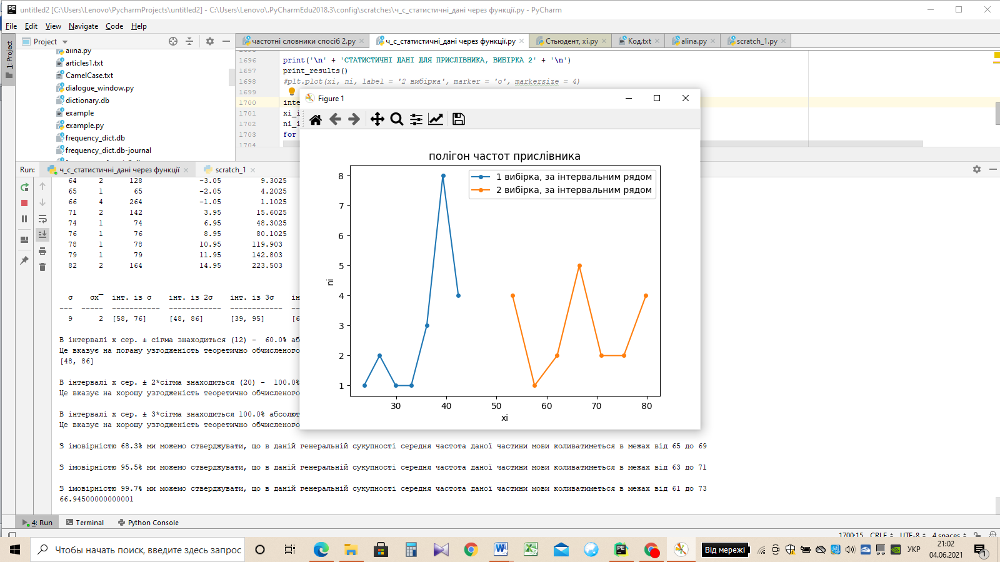 untitled2 [C:\Users\Lenovo\PycharmProjects\untitled2] - C:\Users\Lenovo\.PyCharmEdu2018.3\config\scratches\ч_с_статистичні_дані через функції.py - PyCharm
File Edit View Navigate Code Help
1: Project
Project
частотні словники спосіб 2.py
ч_с_статистичні_дані через функції.py
Стьюдент, хі.py
Код.txt
alina.py
scratch_1.py
alina.py
articles1.txt
CamelCase.txt
dialogue_window.py
dictionary.db
example
example.py
frequency_dict.db
frequency_dict.db-journal
1696 print('\n' + 'СТАТИСТИЧНІ ДАНІ ДЛЯ ПРИСЛІВНИКА, ВИБІРКА 2' + '\n')
1697 print_results()
1698 #plt.plot(xi, ni, label = '2 вибірка', marker = 'o', markersize = 4)
1699
1700 inte
1701 xi_i
1702 ni_i
1703 for
1704
Run: ч_с_статистичні_дані через функції scratch_1
64 2 128 -3.05 9.3025
65 1 65 -2.05 4.2025
66 4 264 -1.05 1.1025
71 2 142 3.95 15.6025
74 1 74 6.95 48.3025
76 1 76 8.95 80.1025
78 1 78 10.95 119.903
79 1 79 11.95 142.803
82 2 164 14.95 223.503
σ σx¯ інт. із σ інт. із 2σ інт. із 3σ ін
--- ----- ----------- ------------ ------------ --
9 2 [58, 76] [48, 86] [39, 95] [6
В інтервалі x сер. ± сігма знаходиться (12) - 60.0% аб
Це вказує на погану узгодженість теоретично обчисленого
[48, 86]
В інтервалі x сер. ± 2*сігма знаходиться (20) - 100.0%
Це вказує на хорошу узгодженість теоретично обчисленого
В інтервалі x сер. ± 3*сігма знаходиться 100.0% абсолют
Це вказує на хорошу узгодженість теоретично обчисленого
З імовірністю 68.3% ми можемо стверджувати, що в даній генеральній сукупності середня частота даної частини мови коливатиметься в межах від 65 до 69
З імовірністю 95.5% ми можемо стверджувати, що в даній генеральній сукупності середня частота даної частини мови коливатиметься в межах від 63 до 71
З імовірністю 99.7% ми можемо стверджувати, що в даній генеральній сукупності середня частота даної частини мови коливатиметься в межах від 61 до 73
66.94500000000001
Figure 1
полігон частот прислівника
1 вибірка, за інтервальним рядом
2 вибірка, за інтервальним рядом
8
7
6
5
4
3
2
1
ni
30 40 50 60 70 80
xi
4: Run Terminal Python Console
1700:15 CRLF UTF-8 4 spaces
Чтобы начать поиск, введите здесь запрос
Від мережі
УКР
21:02
04.06.2021
1